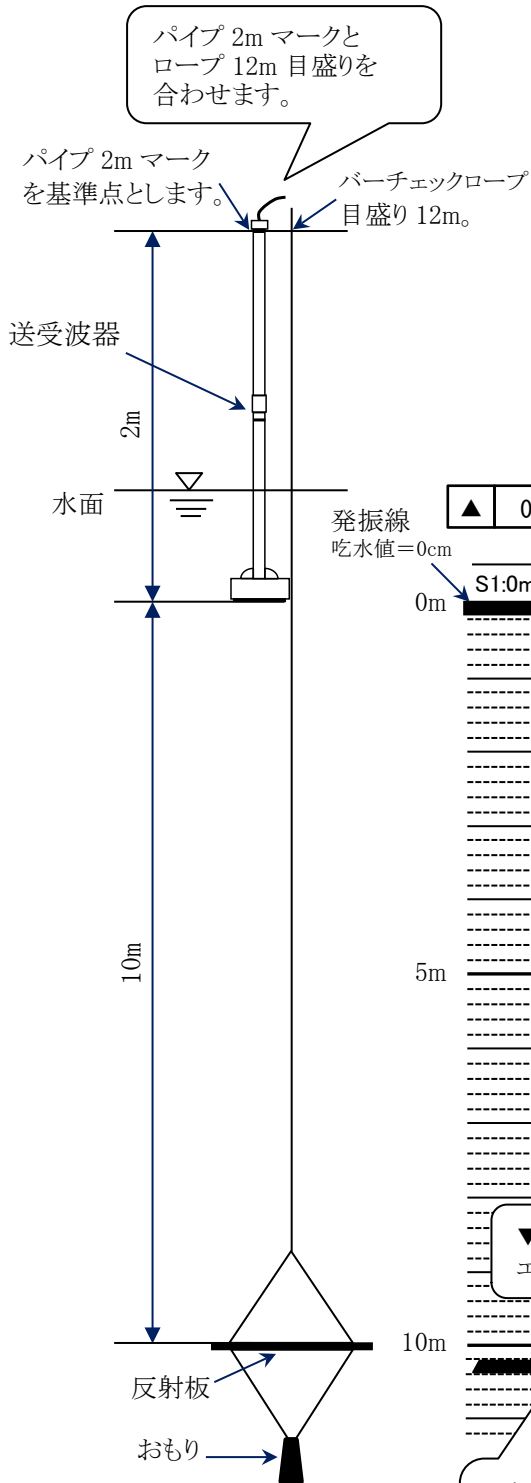 パイプ 2m マークと
ロープ 12m 目盛りを
合わせます。
パイプ 2m マーク
を基準点とします。
バーチェックロープ
目盛り 12m。
送受波器
2m
水面
発振線
吃水値＝0cm
▲ 0
S1:0m
0m
10m
5m
▼
エ
10m
反射板
おもり